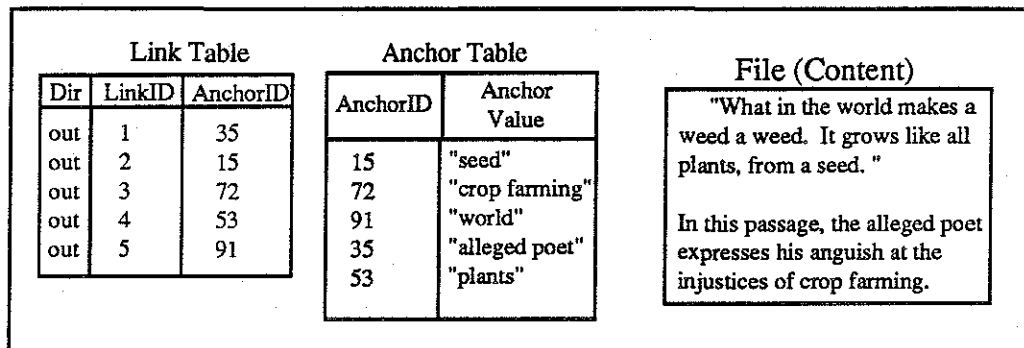 Link Table
Dir LinkID AnchorID
out 1 35
out 2 15
out 3 72
out 4 53
out 5 91
Anchor Table
AnchorID Anchor
Value
15 "seed"
72 "crop farming"
91 "world"
35 "alleged poet"
53 "plants"
File (Content)
"What in the world makes a
weed a weed. It grows like all
plants, from a seed. "
In this passage, the alleged poet
expresses his anguish at the
injustices of crop farming.